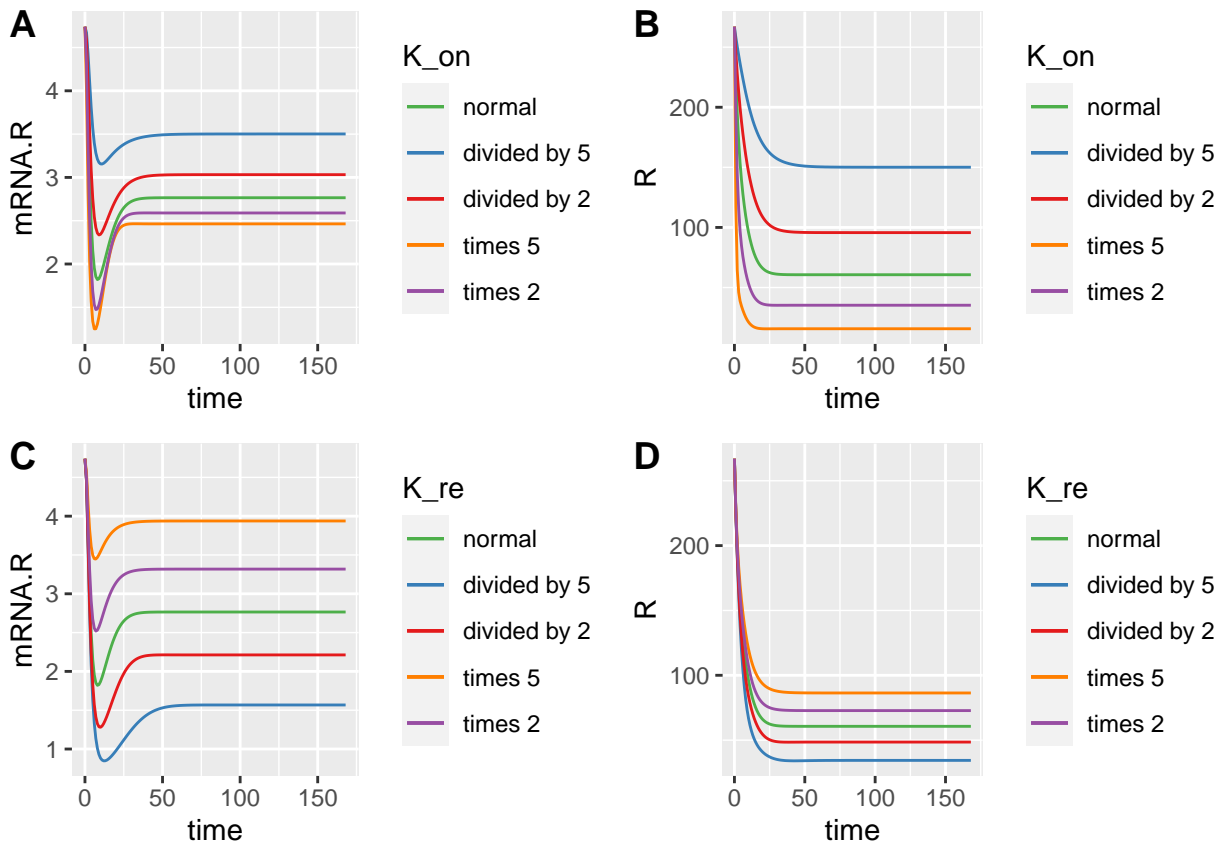 A
mRNA.R
4
3
2
0
50
100
150
time
K_on
normal
divided by 5
divided by 2
times 5
times 2
B
R
200
100
0
50
100
150
time
K_on
normal
divided by 5
divided by 2
times 5
times 2
C
mRNA.R
4
3
2
1
0
50
100
150
time
K_re
normal
divided by 5
divided by 2
times 5
times 2
D
R
200
100
0
50
100
150
time
K_re
normal
divided by 5
divided by 2
times 5
times 2